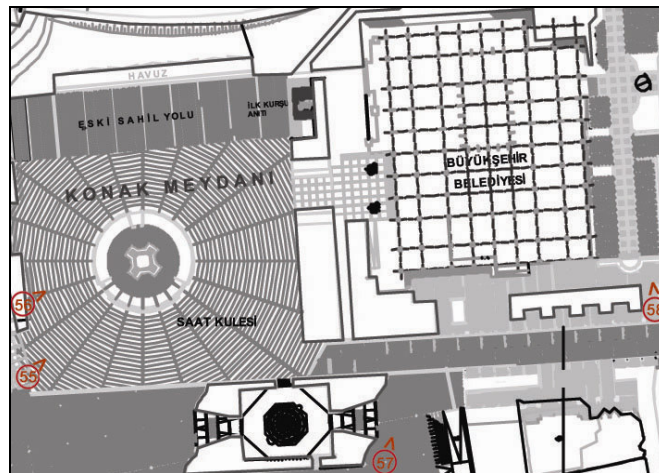 HAVUZ
ESKİ SAHİL YOLU
İLK KURŞUN
ANITI
KONAK MEYDANI
BÜYÜKŞEHİR
BELEDİYESİ
SAAT KULESİ
56
55
57
58